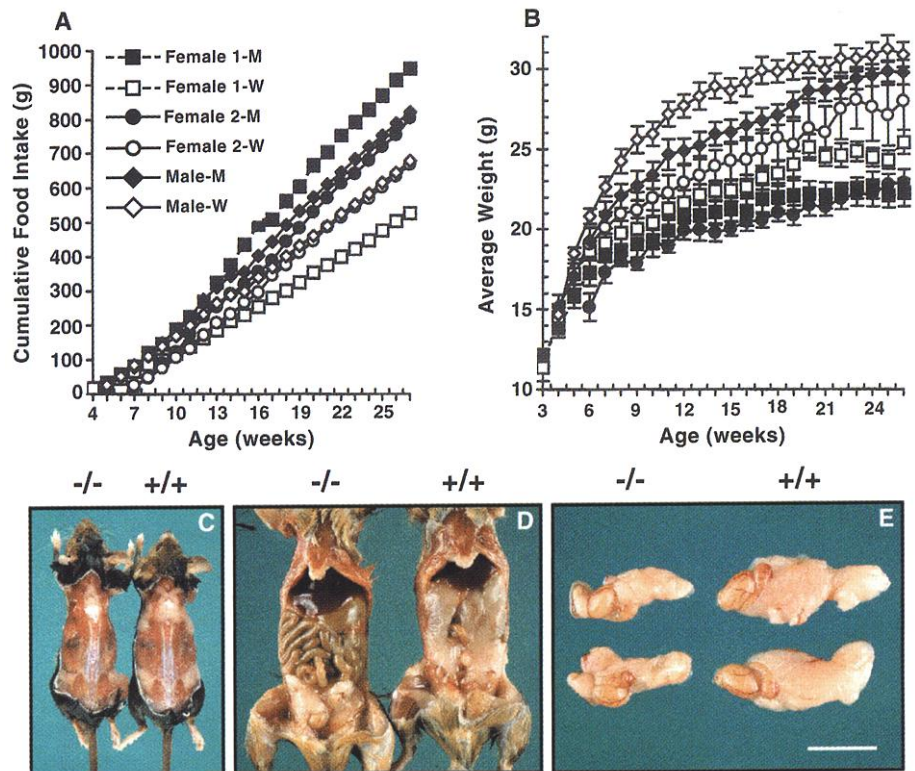 A
Cumulative Food Intake (g)
1000
900
800
700
600
500
400
300
200
100
0
Female 1-M
Female 1-W
Female 2-M
Female 2-W
Male-M
Male-W
4 7 10 13 16 19 22 25
Age (weeks)
B
Average Weight (g)
30
25
20
15
10
3 6 9 12 15 18 21 24
Age (weeks)
-/- +/+
C
-/- +/+
D
-/- +/+
E